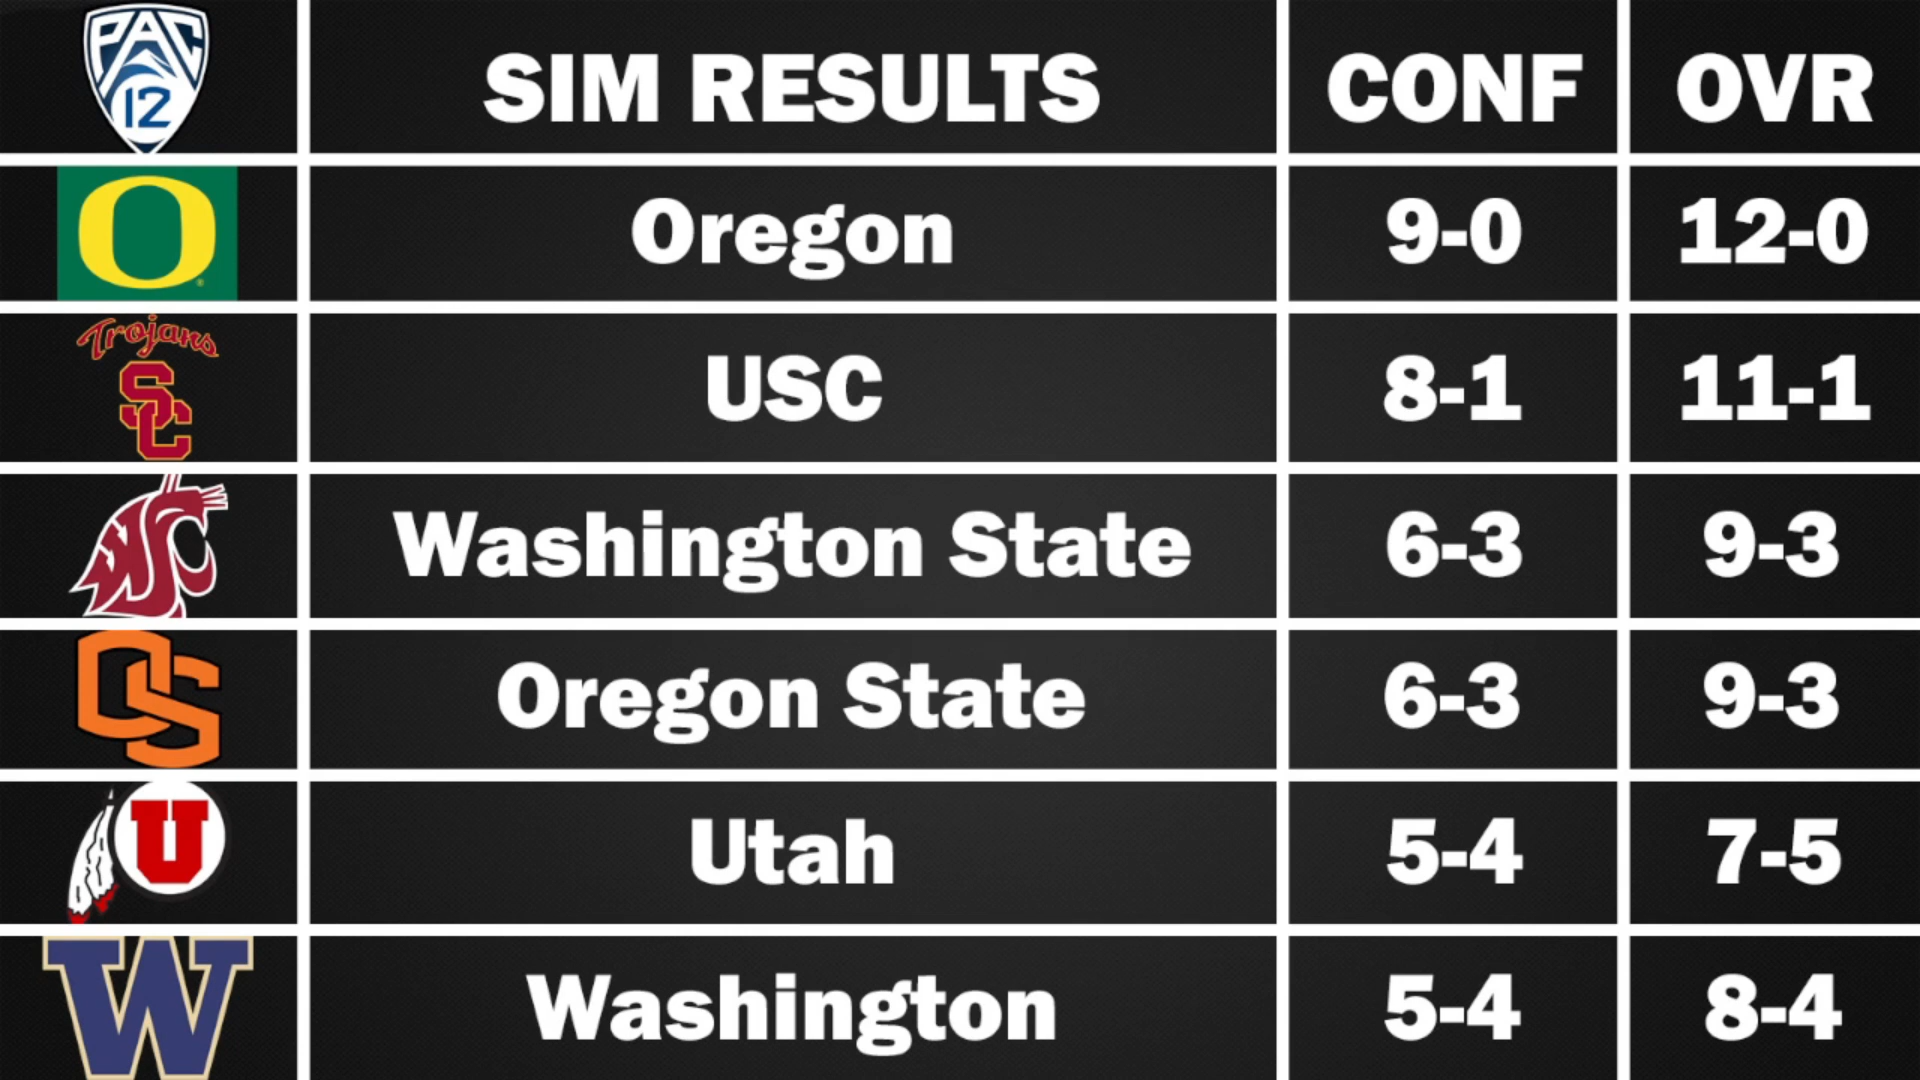 PAC 12 SIM RESULTS CONF OVR
O Oregon 9-0 12-0
Trojans SC USC 8-1 11-1
WSC Washington State 6-3 9-3
OS Oregon State 6-3 9-3
U Utah 5-4 7-5
W Washington 5-4 8-4